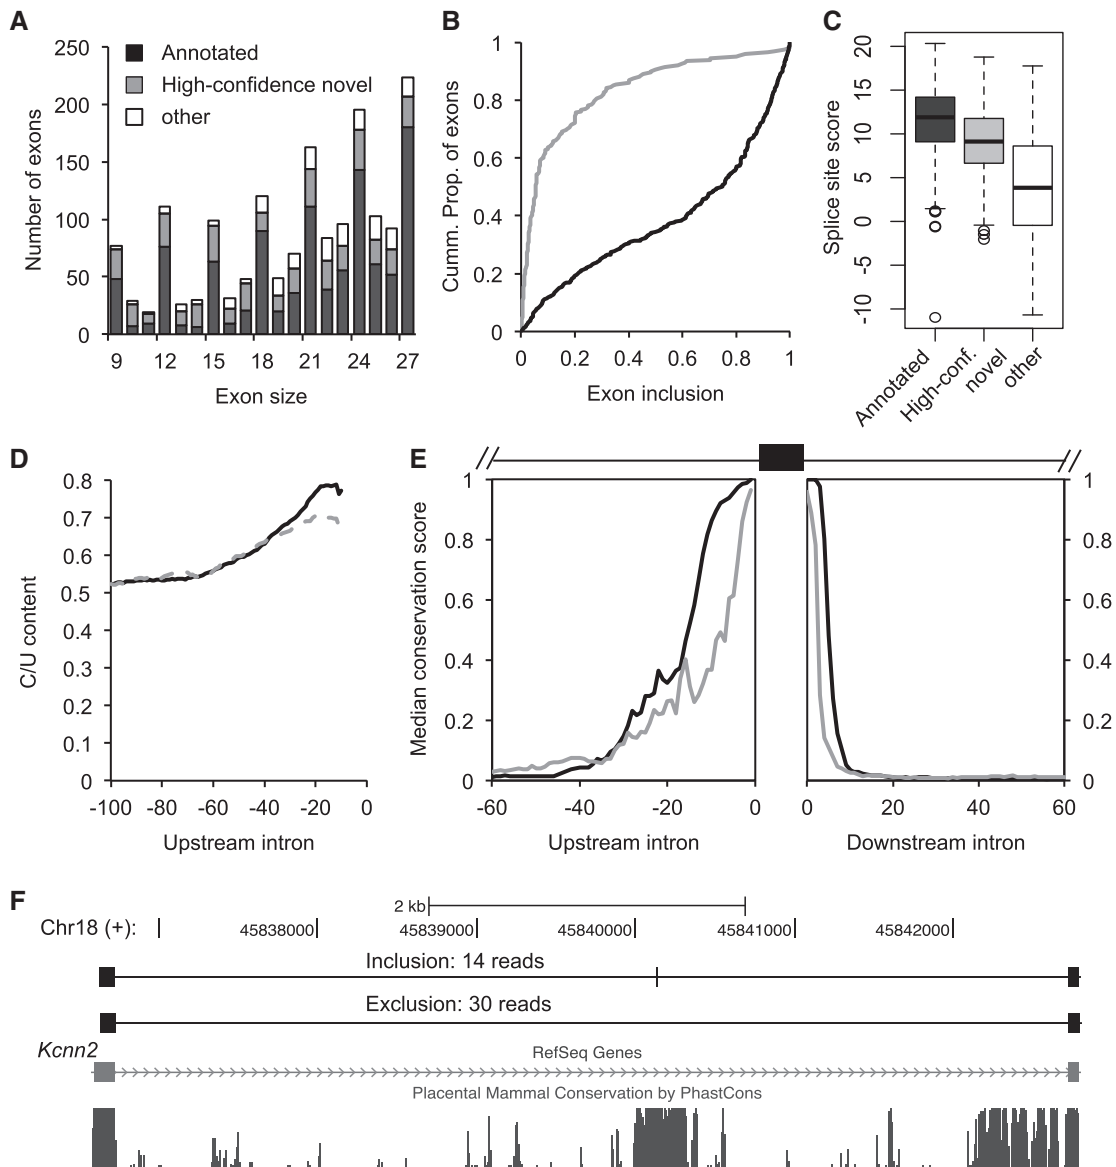 A
250
200
150
100
50
0
Number of exons
Annotated
High-confidence novel
other
9 12 15 18 21 24 27
Exon size
B
1
0.8
0.6
0.4
0.2
0
Cumm. Prop. of exons
0 0.2 0.4 0.6 0.8 1
Exon inclusion
C
20
15
10
5
0
-5
-10
Splice site score
Annotated
High-conf.
novel
other
D
0.8
0.7
0.6
0.5
0.4
0.3
0.2
0.1
0
C/U content
-100 -80 -60 -40 -20 0
Upstream intron
E
1
0.8
0.6
0.4
0.2
0
Median conservation score
-60 -40 -20 0
Upstream intron
1
0.8
0.6
0.4
0.2
0
0 20 40 60
Downstream intron
F
2 kb
Chr18 (+): 45838000 45839000 45840000 45841000 45842000
Inclusion: 14 reads
Exclusion: 30 reads
Kcnn2
RefSeq Genes
Placental Mammal Conservation by PhastCons